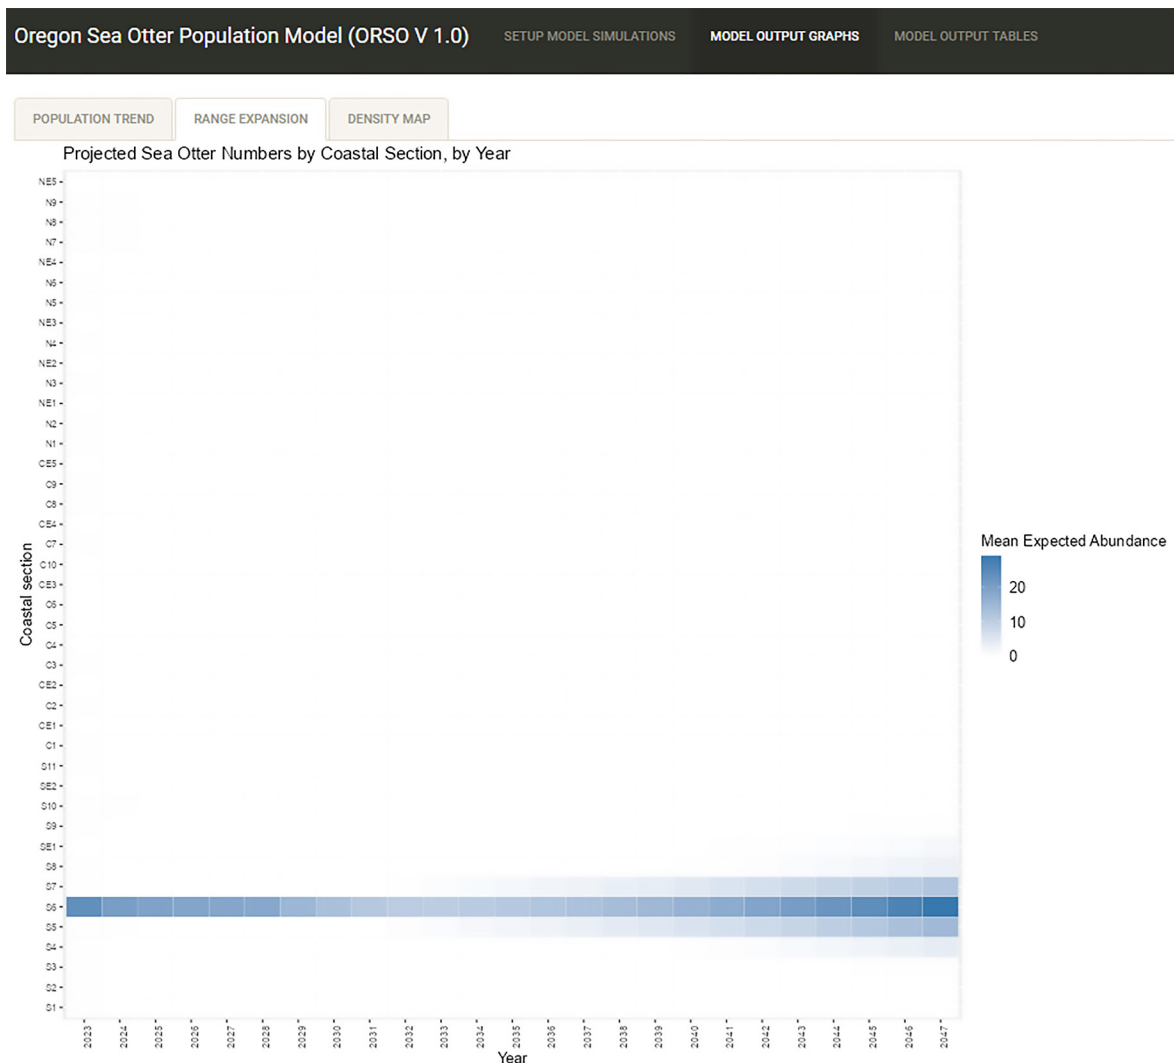 Oregon Sea Otter Population Model (ORSO V 1.0) SETUP MODEL SIMULATIONS MODEL OUTPUT GRAPHS MODEL OUTPUT TABLES
POPULATION TREND RANGE EXPANSION DENSITY MAP
Projected Sea Otter Numbers by Coastal Section, by Year
Coastal section
NE5
N9
N8
N7
NE4
N6
N5
NE3
N4
NE2
N3
NE1
N2
N1
CE5
C9
C8
CE4
C7
C10
CE3
C6
C5
C4
C3
CE2
C2
CE1
C1
S11
SE2
S10
S9
SE1
S8
S7
S6
S5
S4
S3
S2
S1
2023 2024 2025 2026 2027 2028 2029 2030 2031 2032 2033 2034 2035 2036 2037 2038 2039 2040 2041 2042 2043 2044 2045 2046 2047
Year
Mean Expected Abundance
20
10
0